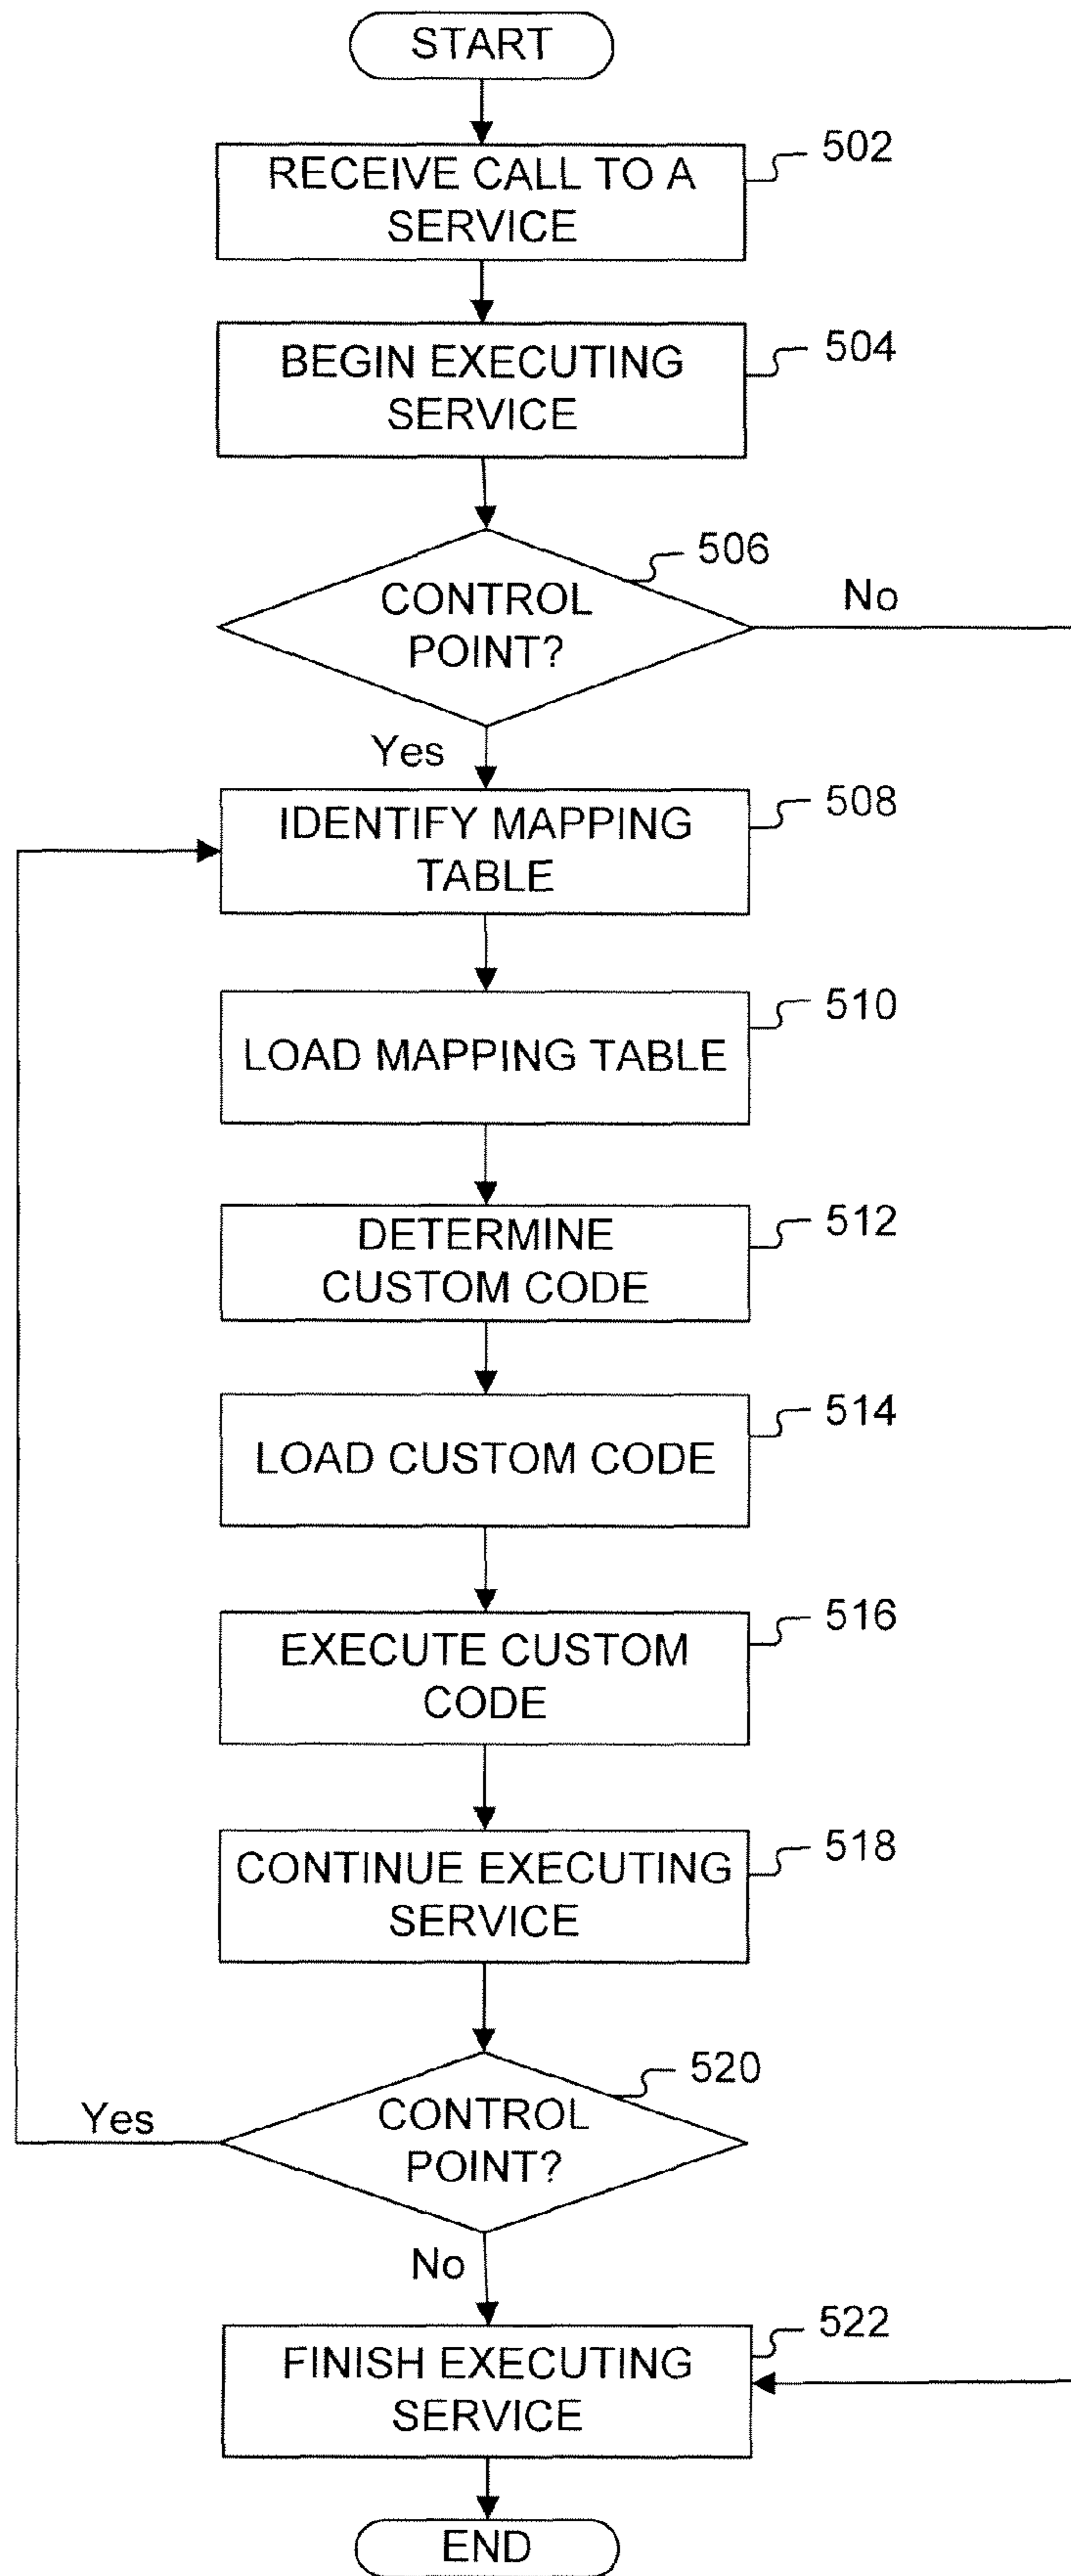 START
502
RECEIVE CALL TO A
SERVICE
504
BEGIN EXECUTING
SERVICE
506
CONTROL
POINT?
No
Yes
508
IDENTIFY MAPPING
TABLE
510
LOAD MAPPING TABLE
512
DETERMINE
CUSTOM CODE
514
LOAD CUSTOM CODE
516
EXECUTE CUSTOM
CODE
518
CONTINUE EXECUTING
SERVICE
520
CONTROL
POINT?
Yes
No
522
FINISH EXECUTING
SERVICE
END